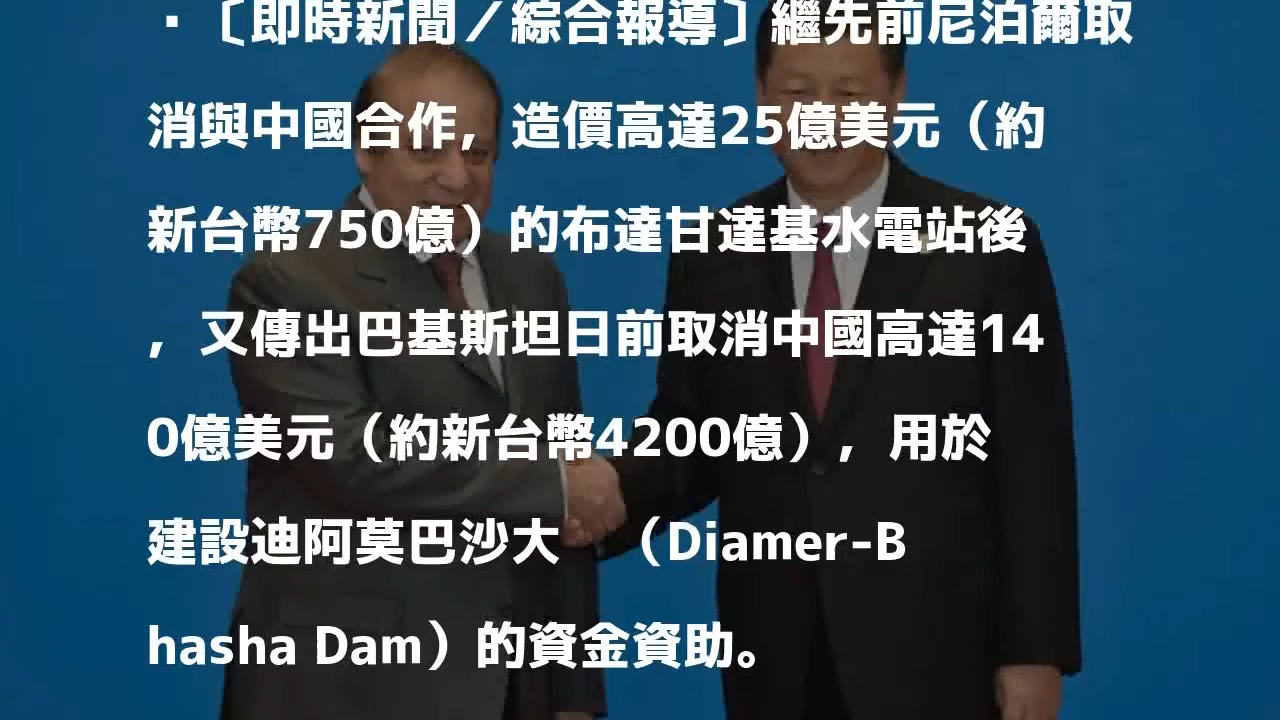 ·〔即時新聞／綜合報導〕繼先前尼泊爾取
消與中國合作，造價高達25億美元（約
新台幣750億）的布達甘達基水電站後
，又傳出巴基斯坦日前取消中國高達14
0億美元（約新台幣4200億），用於
建設迪阿莫巴沙大　（Diamer-B
hasha Dam）的資金資助。